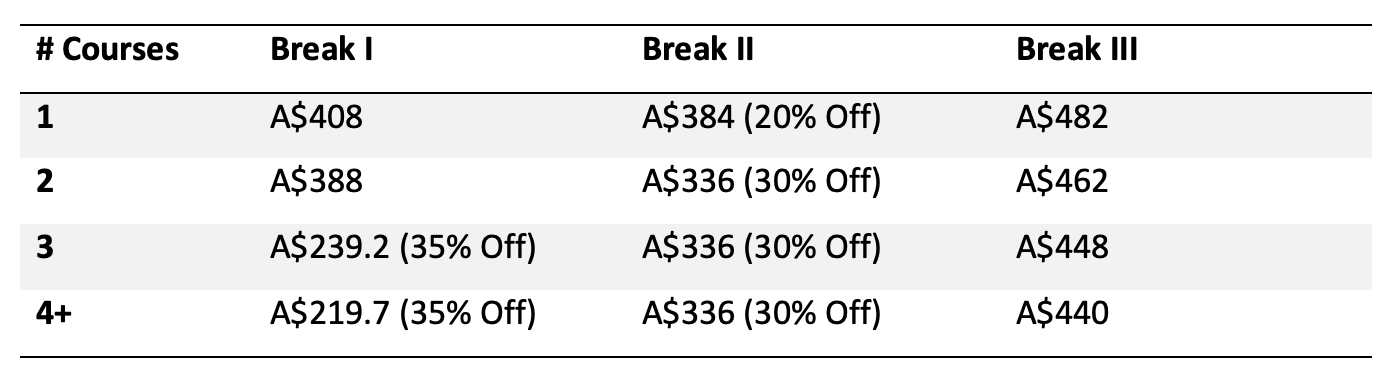 # Courses Break I Break II Break III
1 A$408 A$384 (20% Off) A$482
2 A$388 A$336 (30% Off) A$462
3 A$239.2 (35% Off) A$336 (30% Off) A$448
4+ A$219.7 (35% Off) A$336 (30% Off) A$440